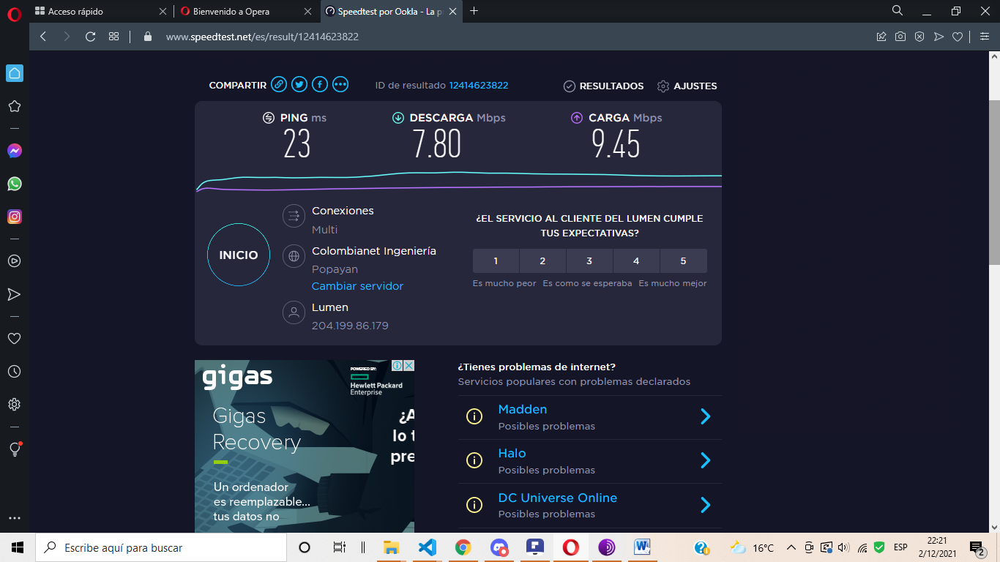 Acceso rápido
Bienvenido a Opera
Speedtest por Ookla - La p
www.speedtest.net/es/result/12414623822
COMPARTIR
ID de resultado 12414623822
RESULTADOS
AJUSTES
PING ms
DESCARGA Mbps
CARGA Mbps
23
7.80
9.45
INICIO
Conexiones
Multi
Colombianet Ingeniería
Popayan
Cambiar servidor
Lumen
204.199.86.179
¿EL SERVICIO AL CLIENTE DEL LUMEN CUMPLE
TUS EXPECTATIVAS?
1 2 3 4 5
Es mucho peor Es como se esperaba Es mucho mejor
gigas
POWERED BY:
Hewlett Packard
Enterprise
Gigas
Recovery
¿A
lo t
pre
Un ordenador
es reemplazable...
tus datos no
¿Tienes problemas de internet?
Servicios populares con problemas declarados
Madden
Posibles problemas
Halo
Posibles problemas
DC Universe Online
Posibles problemas
Escribe aquí para buscar
16°C
ESP
22:21
2/12/2021
2